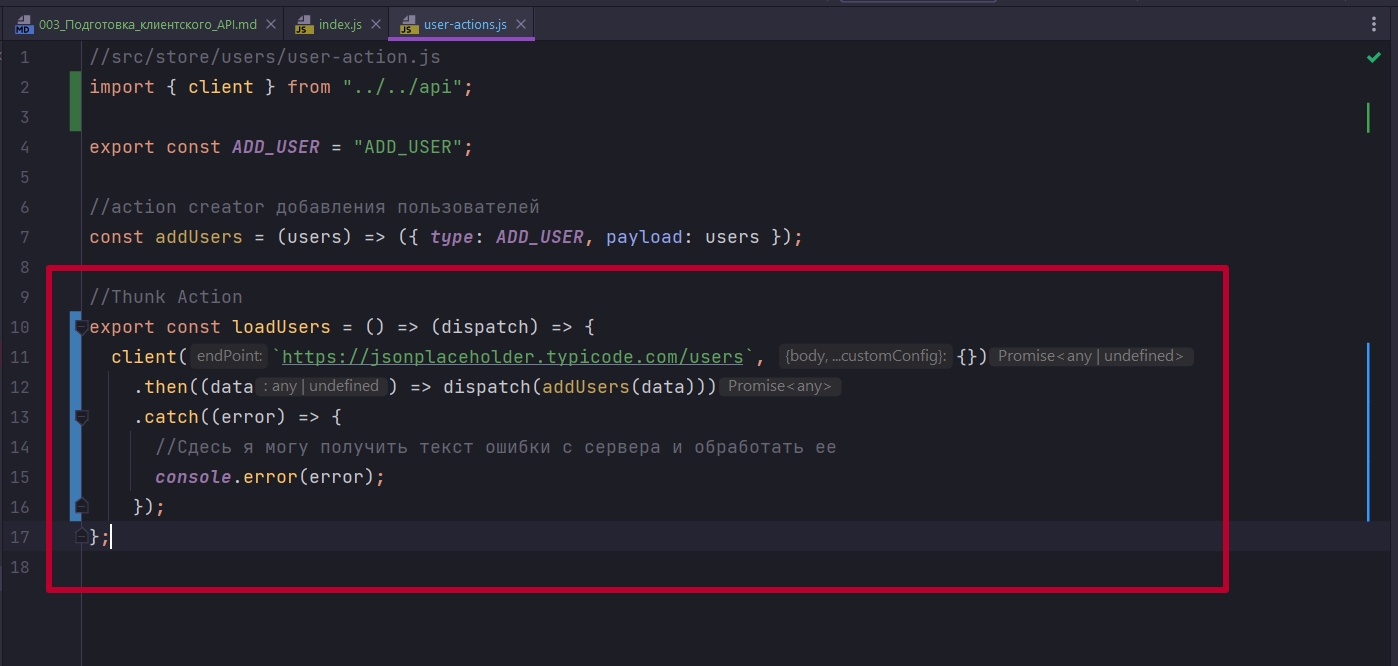 003_Подготовка_клиентского_API.md index.js user-actions.js
1 //src/store/users/user-action.js
2 import { client } from "../../api";
3
4 export const ADD_USER = "ADD_USER";
5
6 //action creator добавления пользователей
7 const addUsers = (users) => ({ type: ADD_USER, payload: users });
8
9 //Thunk Action
10 export const loadUsers = () => (dispatch) => {
11 client( endPoint: `https://jsonplaceholder.typicode.com/users`, {body, ...customConfig}: {}) Promise<any | undefined>
12 .then((data : any | undefined ) => dispatch(addUsers(data))) Promise<any>
13 .catch((error) => {
14 //Сдесь я могу получить текст ошибки с сервера и обработать ее
15 console.error(error);
16 });
17 };
18